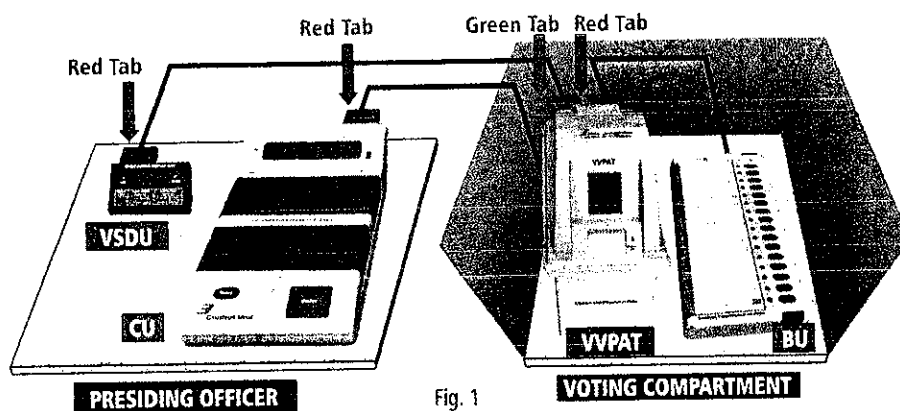 Red Tab
Green Tab
Red Tab
Red Tab
VSDU
VVPAT
CU
VVPAT
BU
PRESIDING OFFICER
Fig. 1
VOTING COMPARTMENT